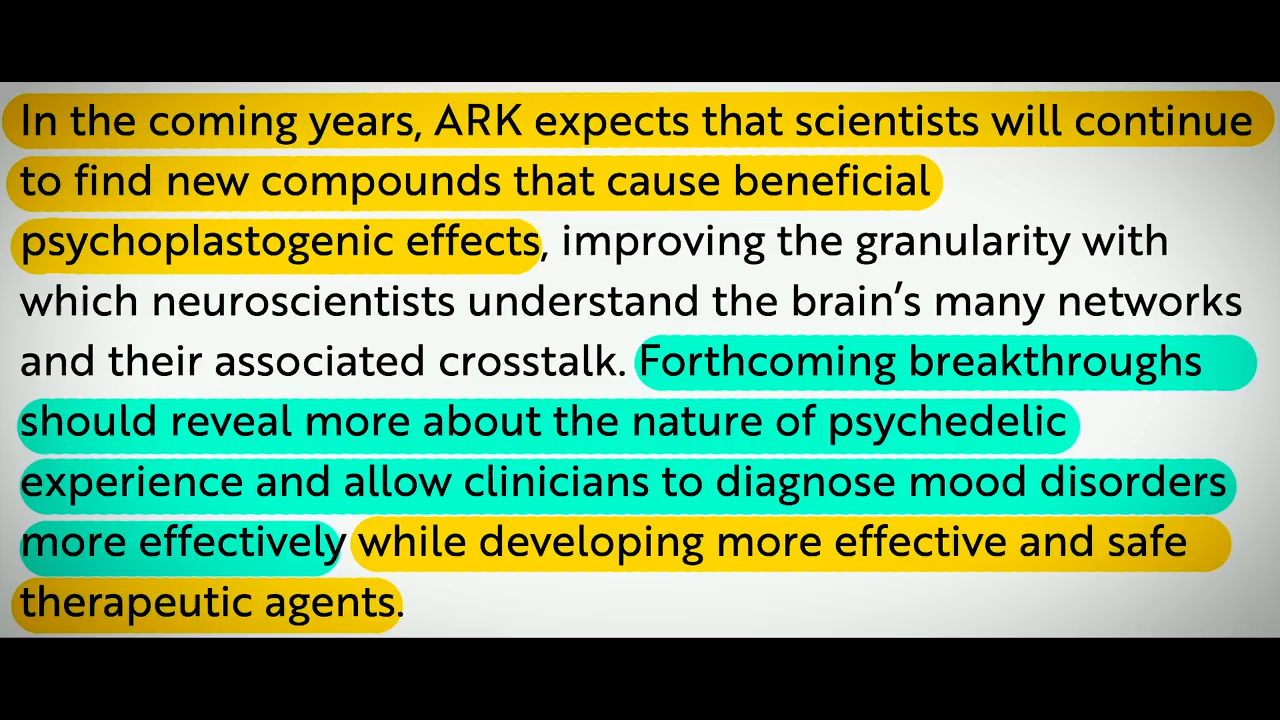 In the coming years, ARK expects that scientists will continue
to find new compounds that cause beneficial
psychoplastogenic effects, improving the granularity with
which neuroscientists understand the brain’s many networks
and their associated crosstalk. Forthcoming breakthroughs
should reveal more about the nature of psychedelic
experience and allow clinicians to diagnose mood disorders
more effectively while developing more effective and safe
therapeutic agents.